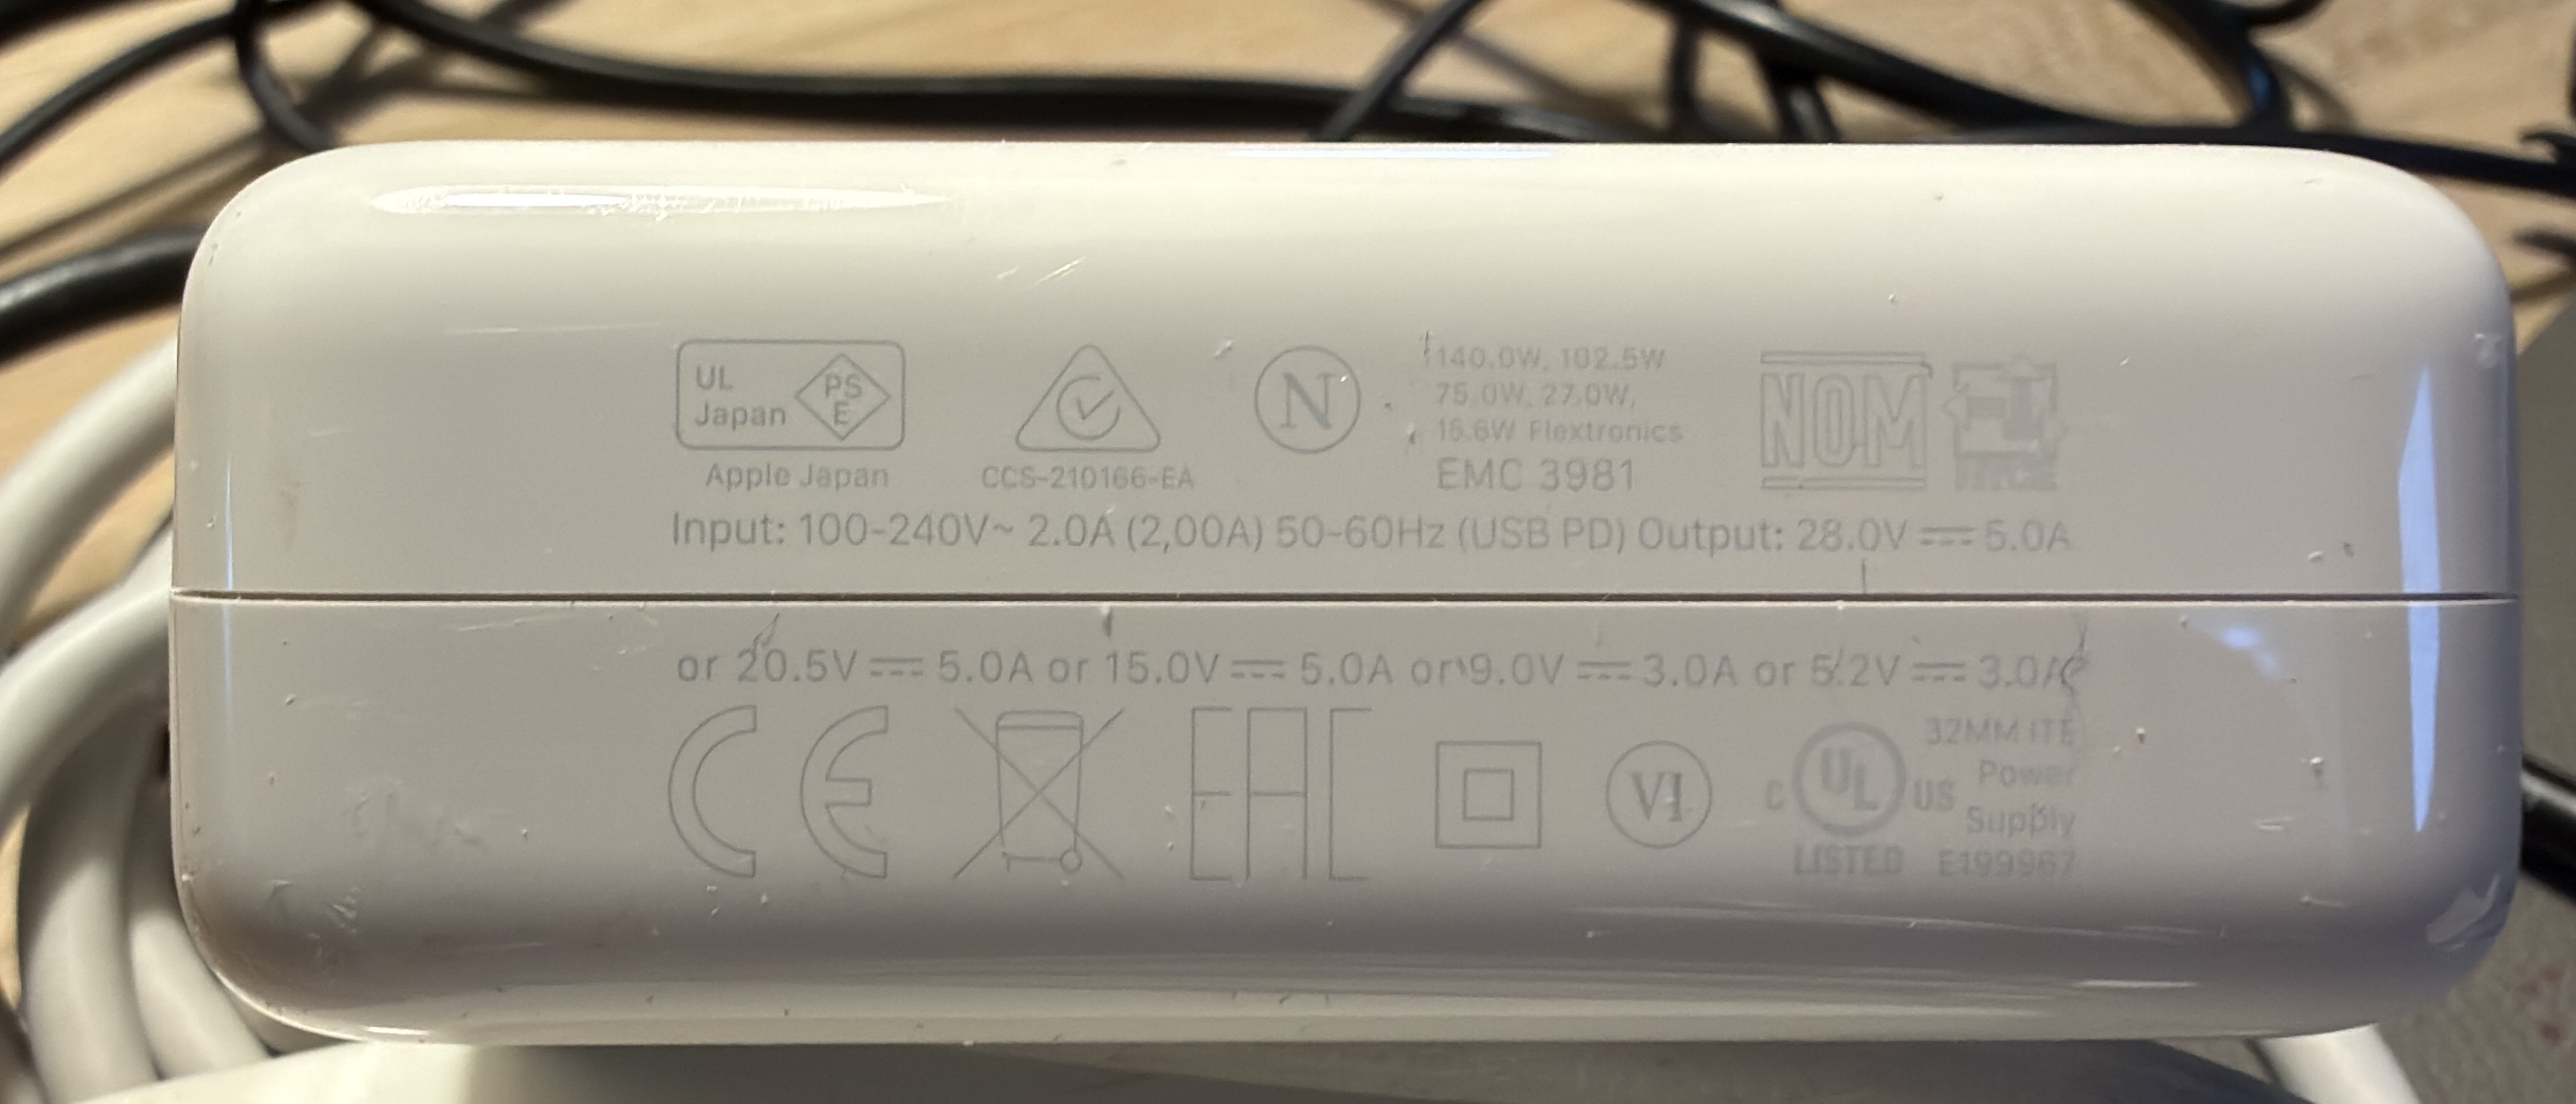 UL
Japan
PS
E
Apple Japan
CCS-210166-EA
N
140.0W, 102.5W
75.0W, 27.0W,
15.6W Flextronics
EMC 3981
NOM
NYCE
Input: 100-240V~ 2.0A (2,00A) 50-60Hz (USB PD) Output: 28.0V ⎓ 5.0A
or 20.5V ⎓ 5.0A or 15.0V ⎓ 5.0A or 9.0V ⎓ 3.0A or 5.2V ⎓ 3.0A
CE
EAC
VI
C UL US
LISTED
32MM ITE
Power
Supply
E199967